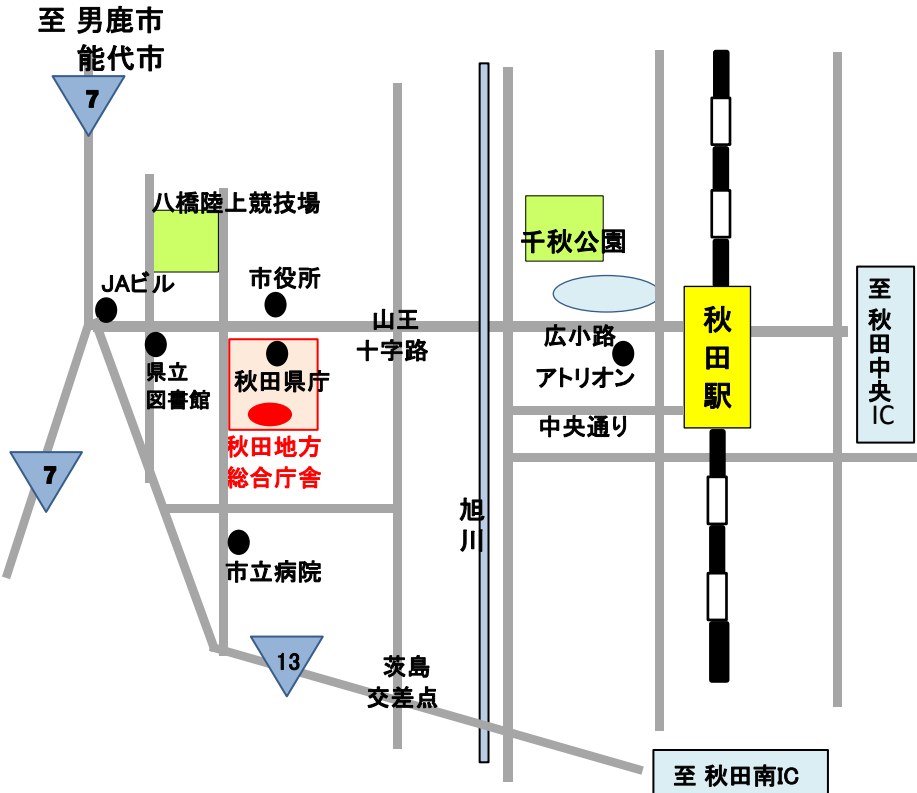 至 男鹿市
能代市
7
八橋陸上競技場
千秋公園
JAビル
市役所
山王
十字路
広小路
アトリオン
中央通り
秋田駅
至 秋田中央IC
県立
図書館
秋田県庁
秋田地方
総合庁舎
7
旭川
市立病院
13
茨島
交差点
至 秋田南IC